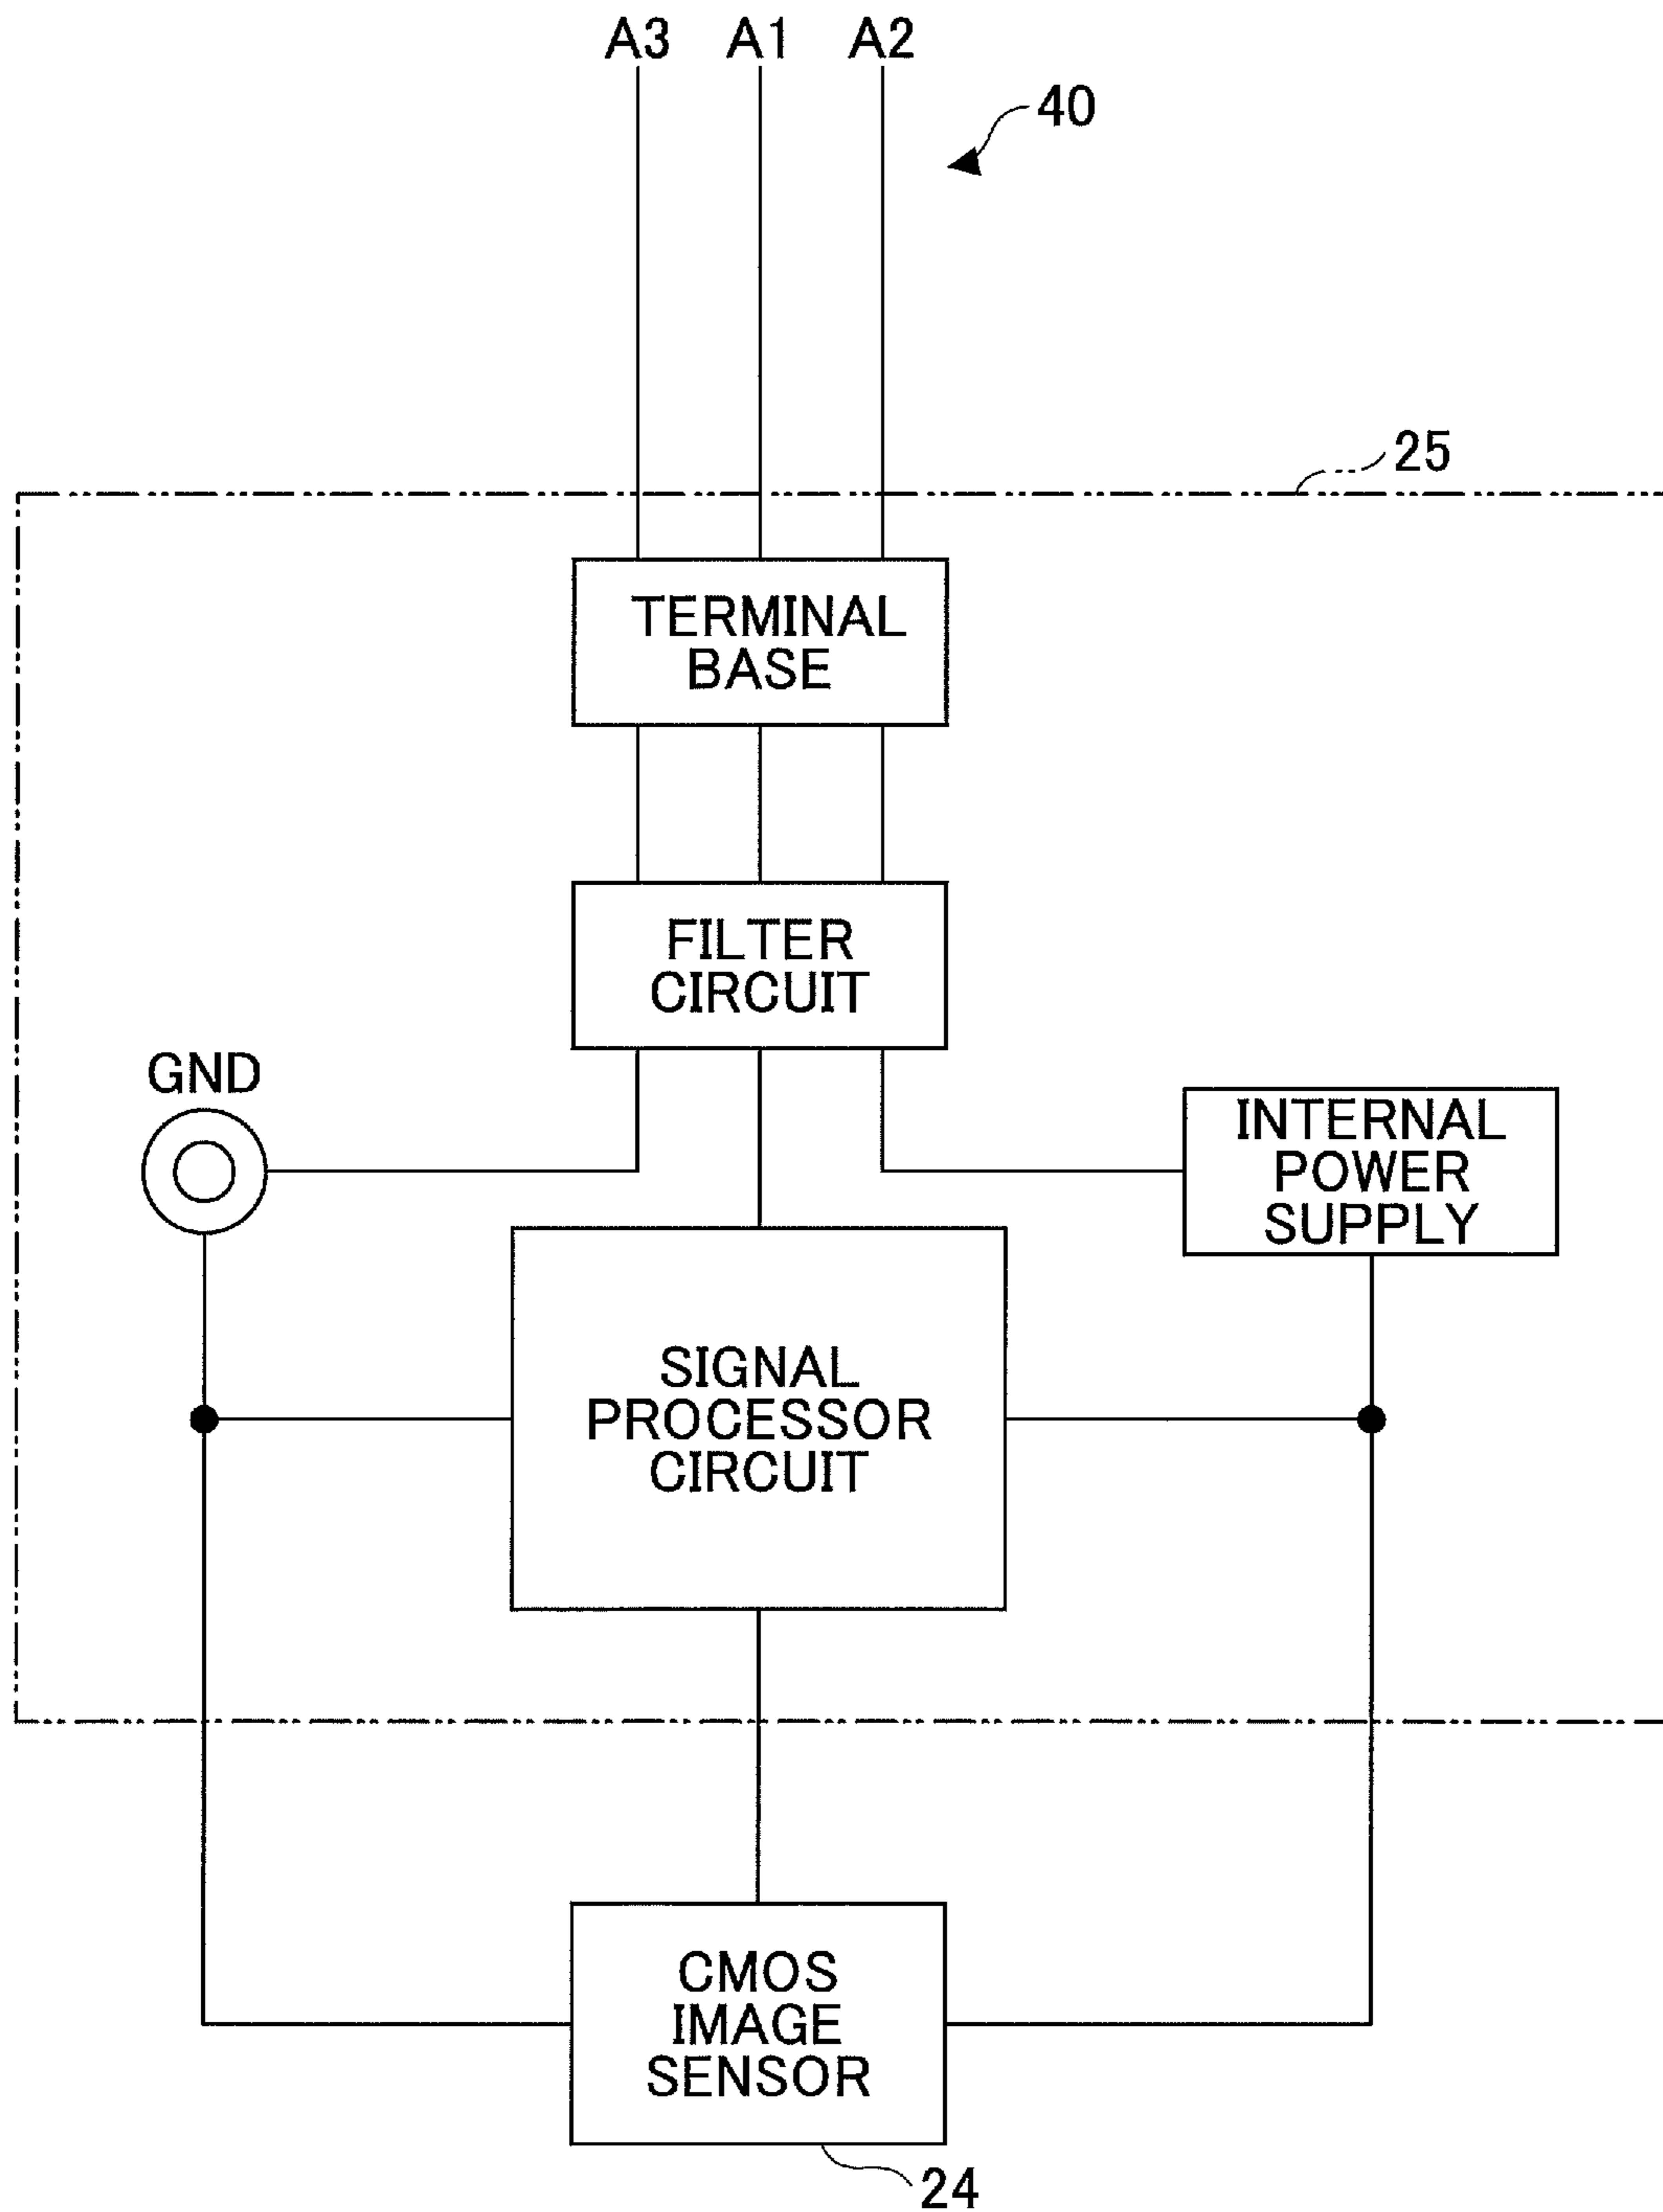 A3 A1 A2
40
25
TERMINAL
BASE
FILTER
CIRCUIT
GND
INTERNAL
POWER
SUPPLY
SIGNAL
PROCESSOR
CIRCUIT
CMOS
IMAGE
SENSOR
24